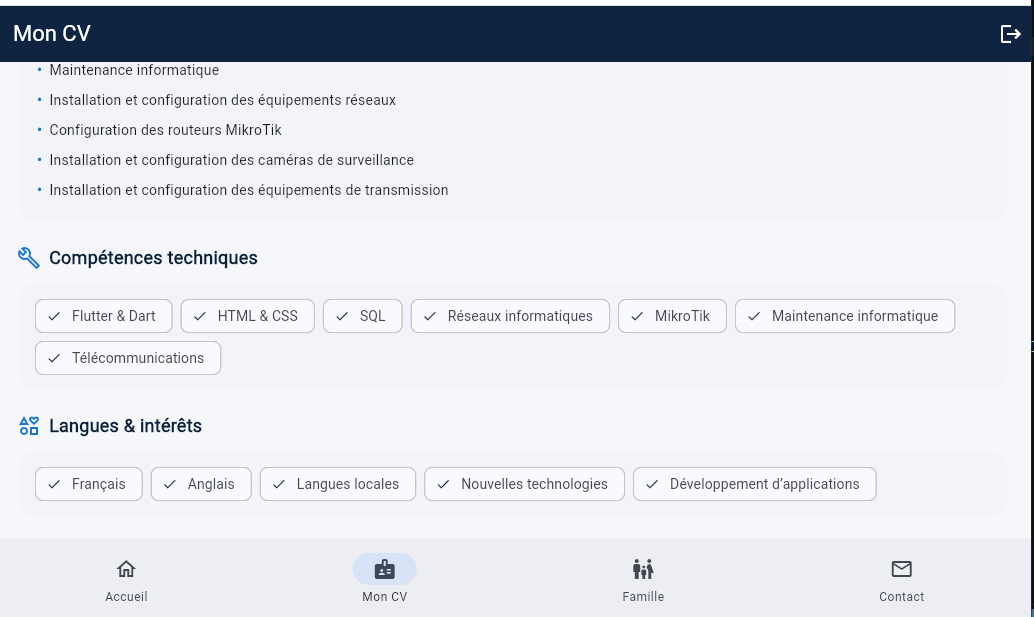 Mon CV
• Maintenance informatique
• Installation et configuration des équipements réseaux
• Configuration des routeurs MikroTik
• Installation et configuration des caméras de surveillance
• Installation et configuration des équipements de transmission
Compétences techniques
Flutter & Dart HTML & CSS SQL Réseaux informatiques MikroTik Maintenance informatique
Télécommunications
Langues & intérêts
Français Anglais Langues locales Nouvelles technologies Développement d’applications
Accueil Mon CV Famille Contact